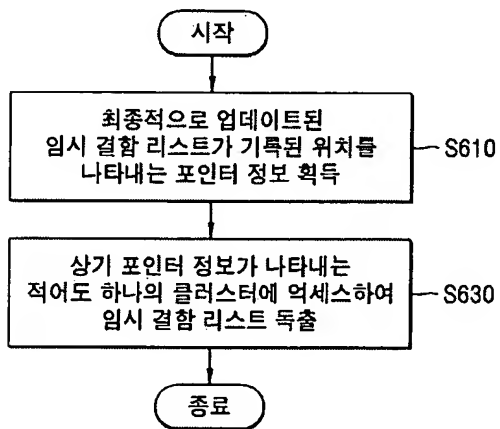 시작
최종적으로 업데이트된
임시 결함 리스트가 기록된 위치를
나타내는 포인터 정보 획득
S610
상기 포인터 정보가 나타내는
적어도 하나의 클러스터에 억세스하여
임시 결함 리스트 독출
S630
종료